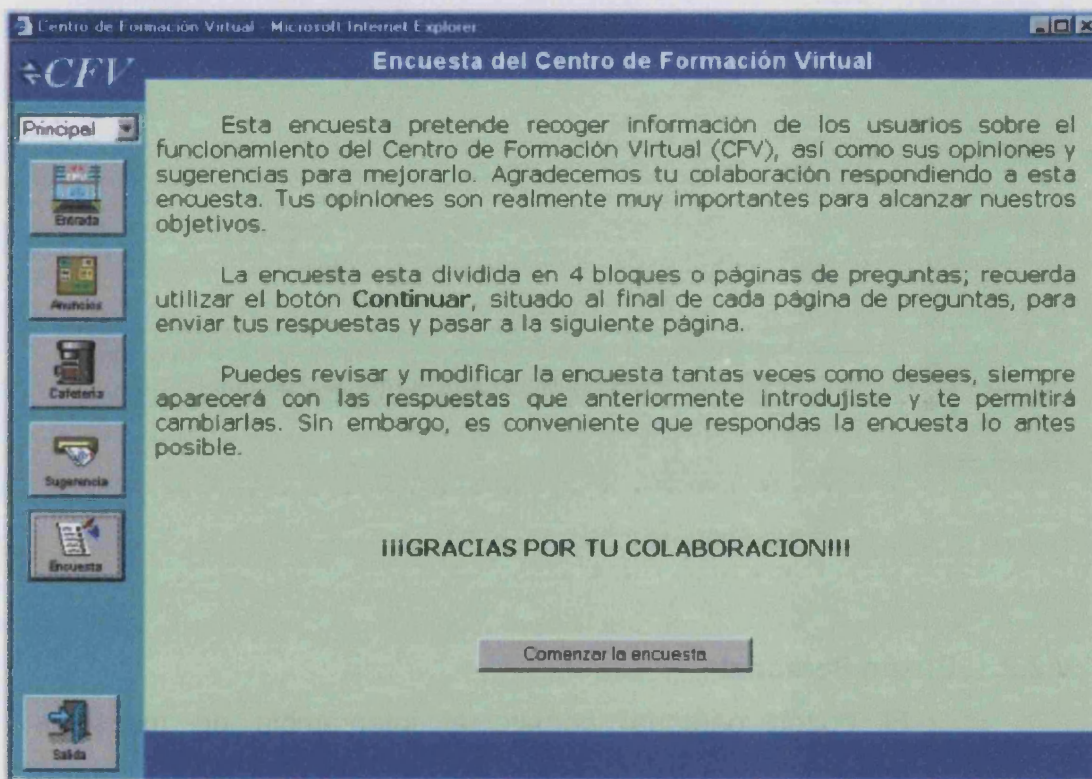 Centro de Formación Virtual - Microsoft Internet Explorer
CFV
Encuesta del Centro de Formación Virtual
Principal
Entrada
Anuncios
Cafetería
Sugerencia
Encuesta
Salida
Esta encuesta pretende recoger información de los usuarios sobre el
funcionamiento del Centro de Formación Virtual (CFV), así como sus opiniones y
sugerencias para mejorarlo. Agradecemos tu colaboración respondiendo a esta
encuesta. Tus opiniones son realmente muy importantes para alcanzar nuestros
objetivos.
La encuesta esta dividida en 4 bloques o páginas de preguntas; recuerda
utilizar el botón Continuar, situado al final de cada página de preguntas, para
enviar tus respuestas y pasar a la siguiente página.
Puedes revisar y modificar la encuesta tantas veces como desees, siempre
aparecerá con las respuestas que anteriormente introdujiste y te permitirá
cambiarlas. Sin embargo, es conveniente que respondas la encuesta lo antes
posible.
¡¡¡GRACIAS POR TU COLABORACION!!!
Comenzar la encuesta